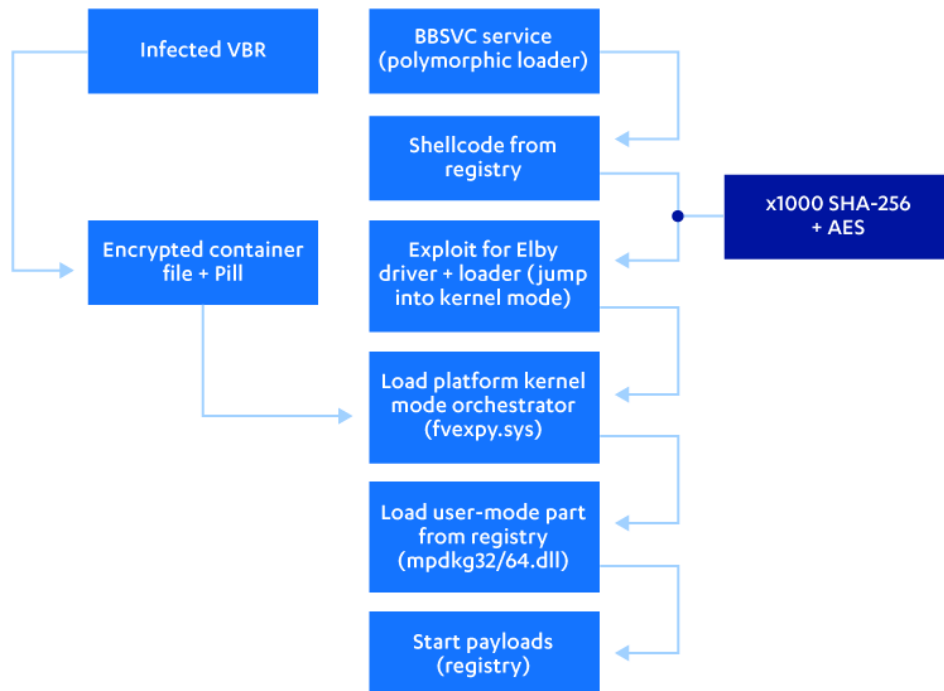 Infected VBR
BBSVC service
(polymorphic loader)
Shellcode from
registry
x1000 SHA-256
+ AES
Encrypted container
file + Pill
Exploit for Elby
driver + loader (jump
into kernel mode)
Load platform kernel
mode orchestrator
(fvexpy.sys)
Load user-mode part
from registry
(mpdkg32/64.dll)
Start payloads
(registry)